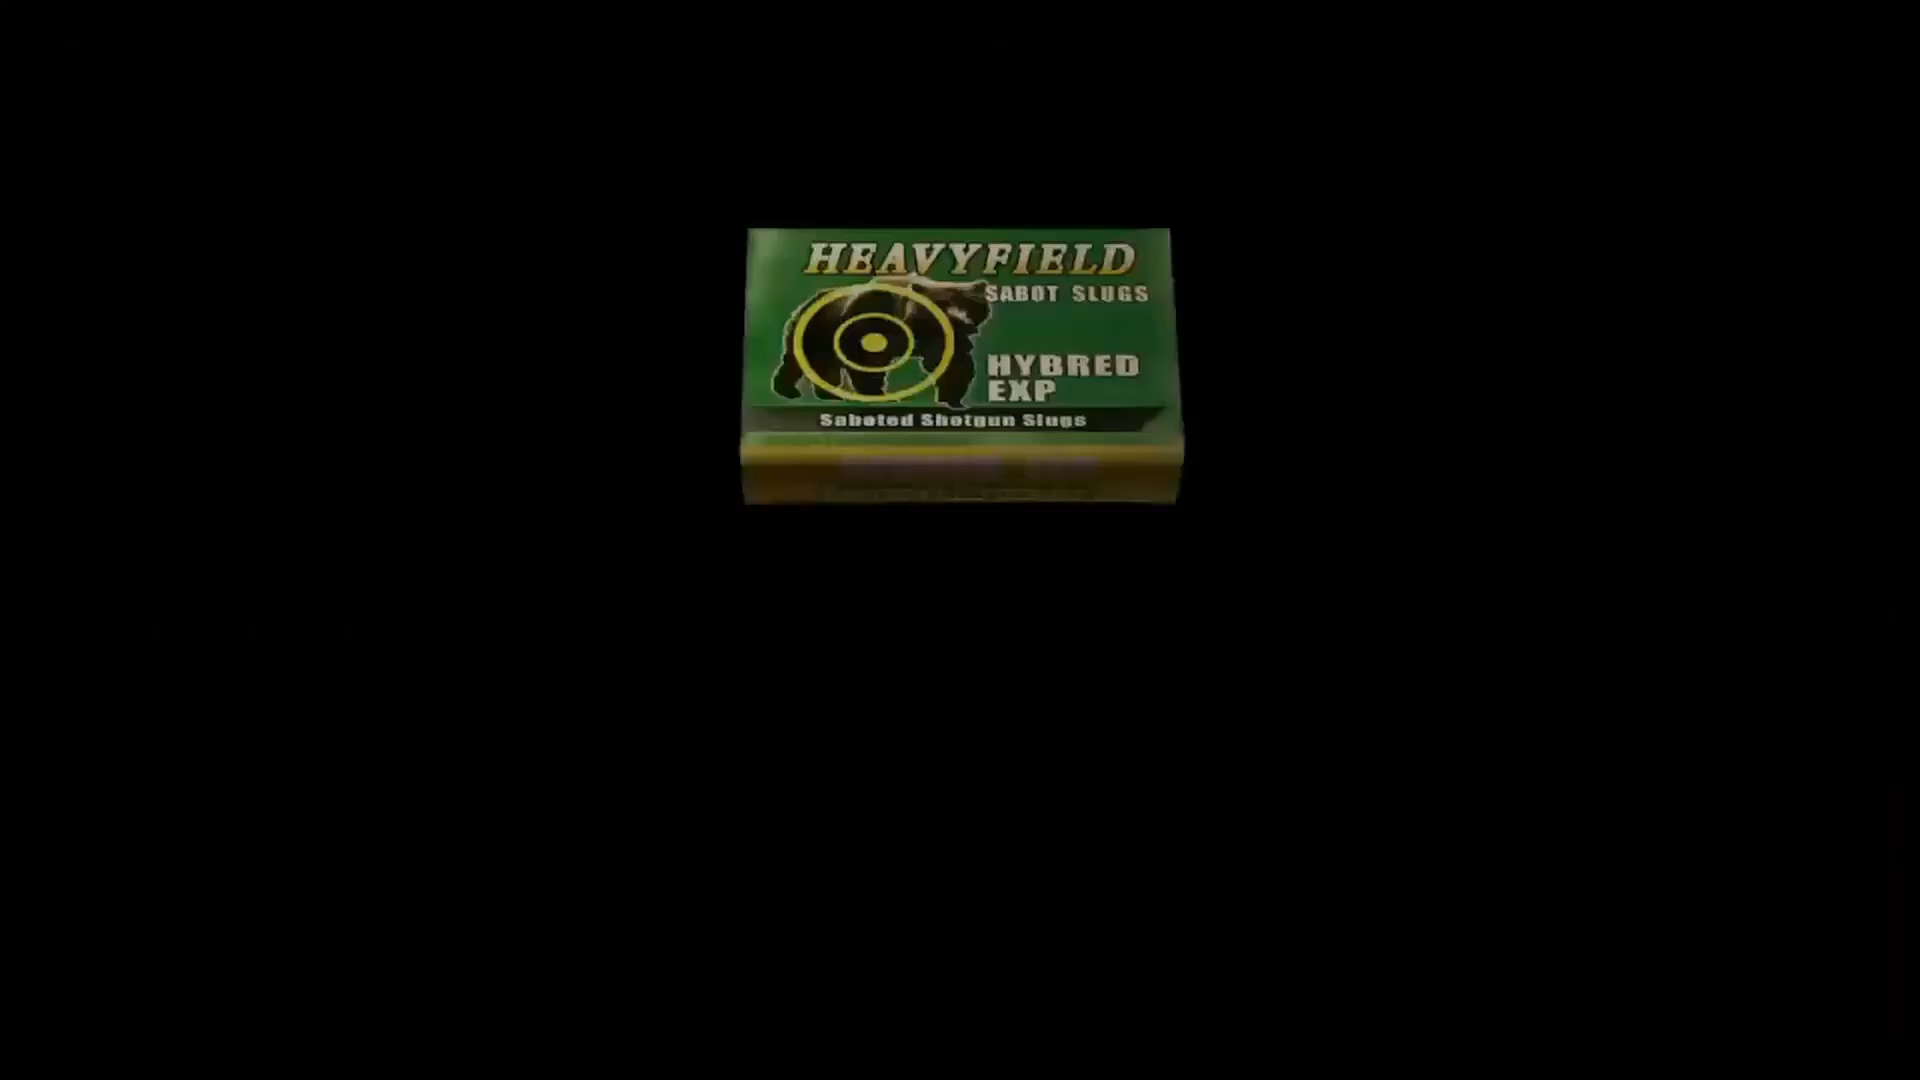 HEAVYFIELD
SABOT SLUGS
HYBRED
EXP
Saboted Shotgun Slugs